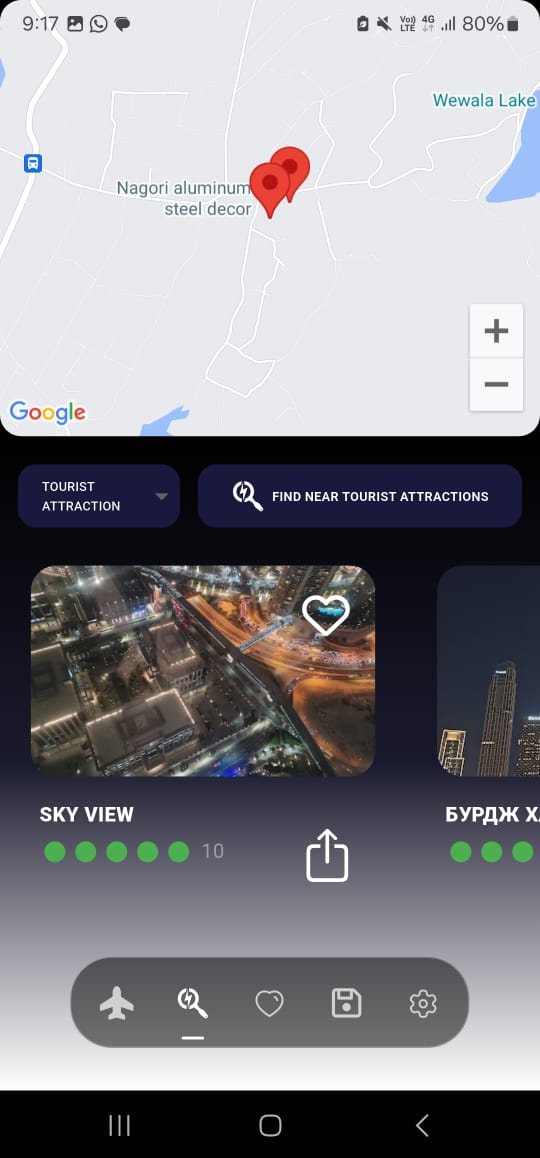 9:17
Vo)) LTE 4G 80%
Wewala Lake
Nagori aluminum
steel decor
Google
TOURIST
ATTRACTION
FIND NEAR TOURIST ATTRACTIONS
SKY VIEW
БУРДЖ Х
10